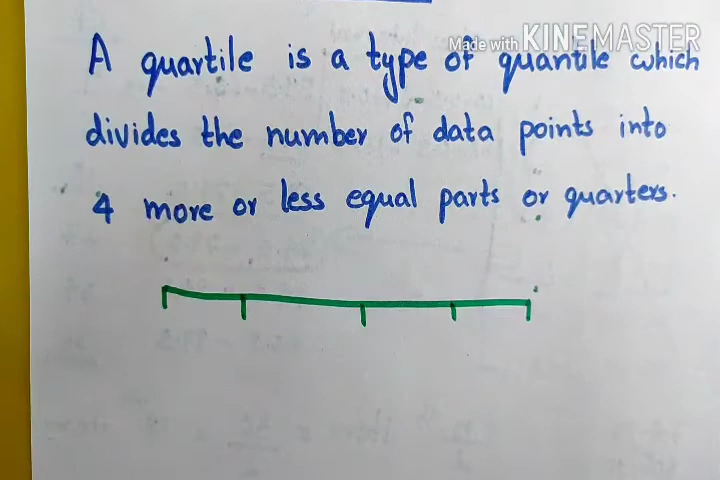 Made with KINEMASTER
A quartile is a type of quantile which
divides the number of data points into
4 more or less equal parts or quarters.